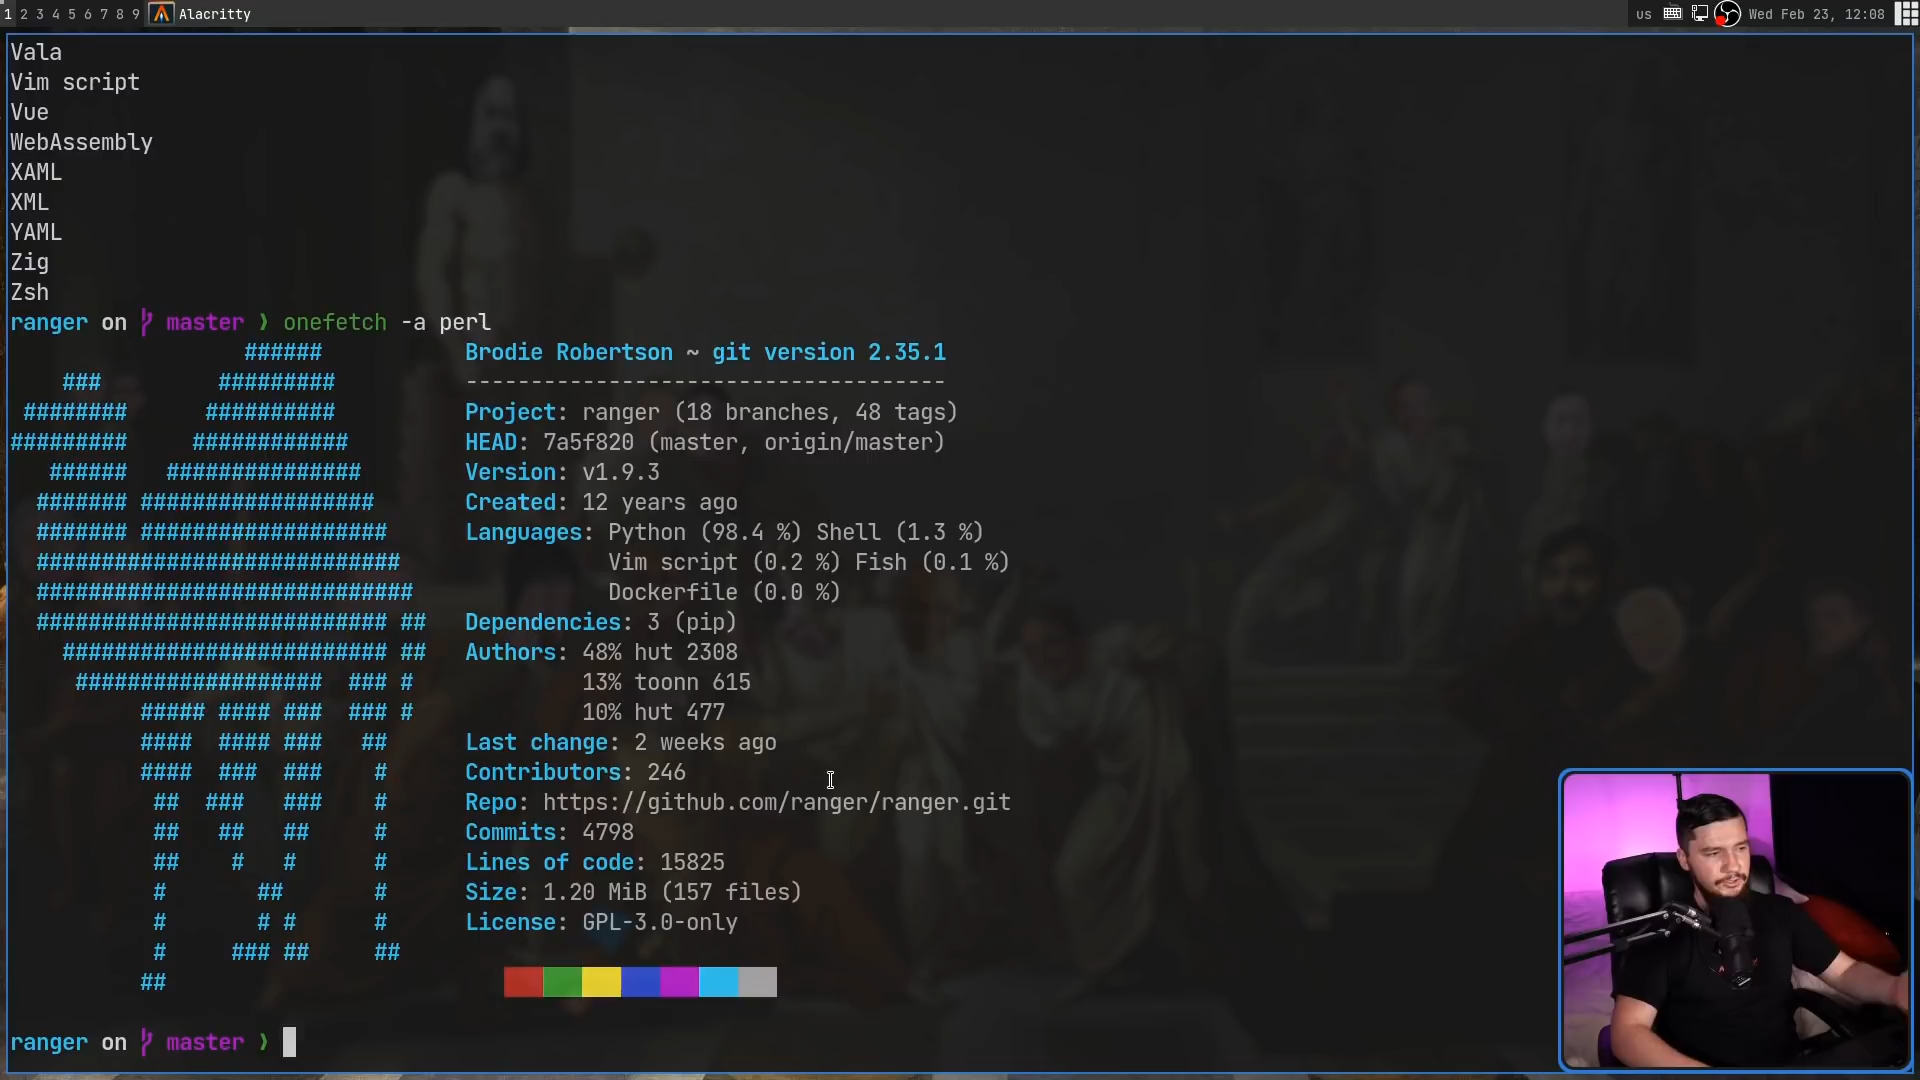 1 2 3 4 5 6 7 8 9 Alacritty us Wed Feb 23, 12:08
Vala
Vim script
Vue
WebAssembly
XAML
XML
YAML
Zig
Zsh
ranger on master ❯ onefetch -a perl
###### Brodie Robertson ~ git version 2.35.1
### ######### -------------------------------------
######## ########## Project: ranger (18 branches, 48 tags)
######### ############ HEAD: 7a5f820 (master, origin/master)
###### ############### Version: v1.9.3
####### ################## Created: 12 years ago
####### ################### Languages: Python (98.4 %) Shell (1.3 %)
############################ Vim script (0.2 %) Fish (0.1 %)
############################# Dockerfile (0.0 %)
########################### ## Dependencies: 3 (pip)
######################### ## Authors: 48% hut 2308
################### ### # 13% toonn 615
##### #### ### ### # 10% hut 477
#### #### ### ## Last change: 2 weeks ago
#### ### ### # Contributors: 246
## ### ### # Repo: https://github.com/ranger/ranger.git
## ## ## # Commits: 4798
## # # # Lines of code: 15825
# ## # Size: 1.20 MiB (157 files)
# # # # License: GPL-3.0-only
# ### ## ##
##
ranger on master ❯